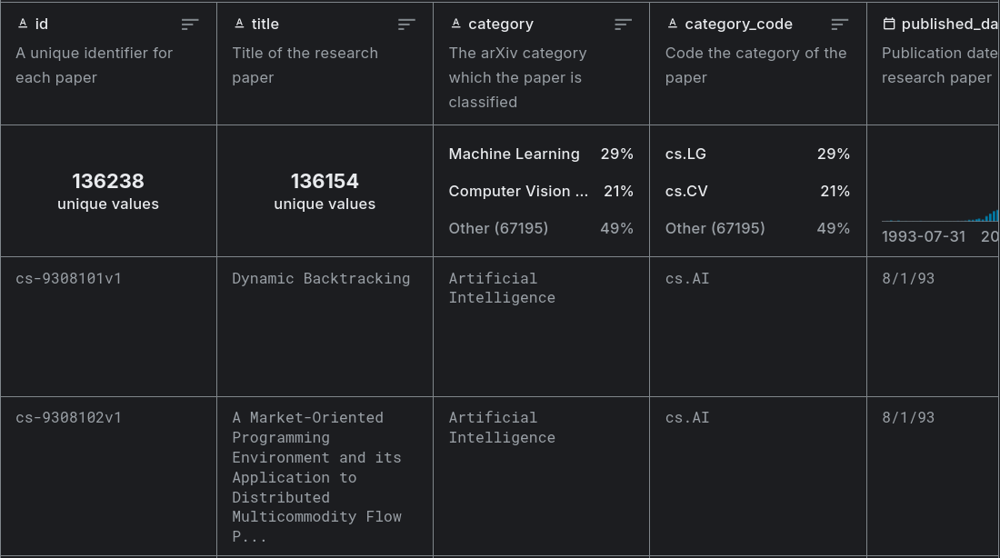 id
title
category
category_code
published_da
A unique identifier for
each paper
Title of the research
paper
The arXiv category
which the paper is
classified
Code the category of the
paper
Publication date
research paper
136238
unique values
136154
unique values
Machine Learning 29%
Computer Vision ... 21%
Other (67195) 49%
cs.LG 29%
cs.CV 21%
Other (67195) 49%
1993-07-31 20
cs-9308101v1
Dynamic Backtracking
Artificial
Intelligence
cs.AI
8/1/93
cs-9308102v1
A Market-Oriented
Programming
Environment and its
Application to
Distributed
Multicommodity Flow
P...
Artificial
Intelligence
cs.AI
8/1/93